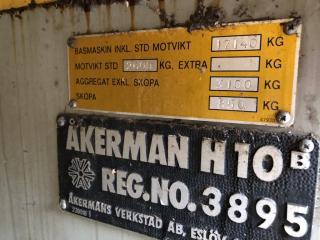 BASMASKIN INKL STD MOTVIKT 17140 KG
MOTVIKT STD KG, EXTRA . KG
AGGREGAT EXKL. SKOPA 3100 KG
SKOPA 850 KG
ÅKERMAN H10B
REG.NO. 3895
ÅKERMANS VERKSTAD AB, ESLÖV